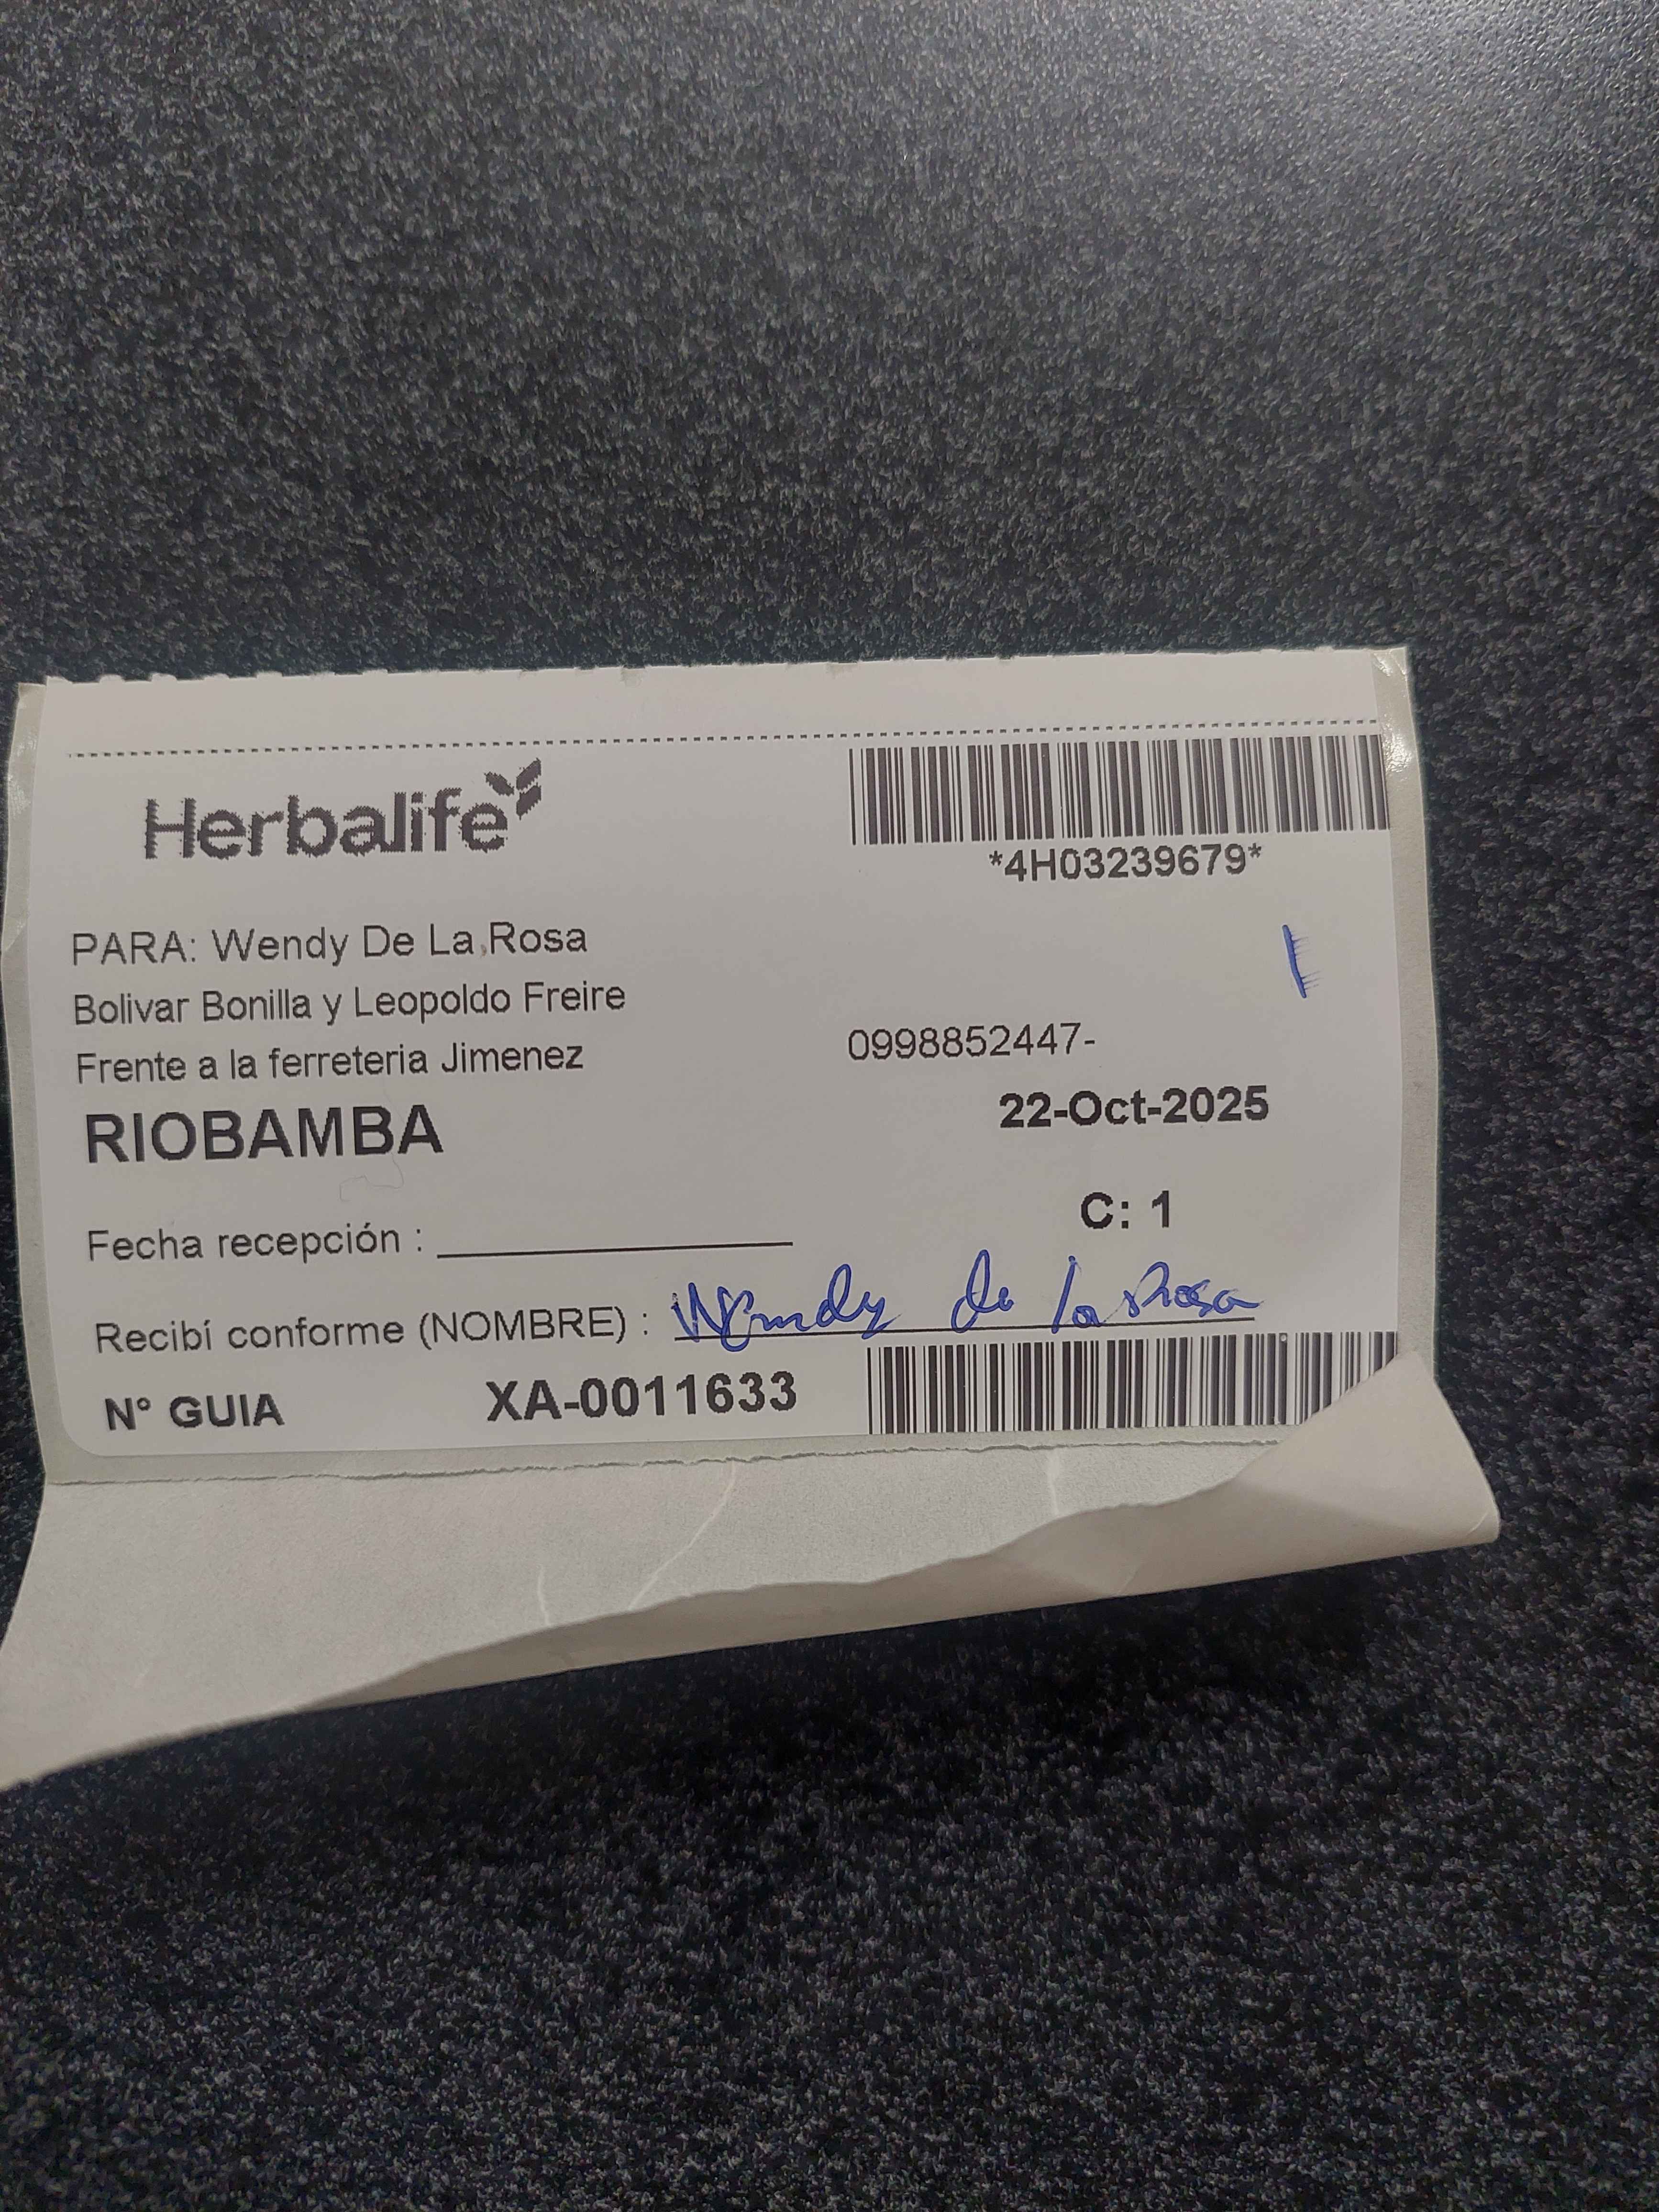 Herbalife
*4H03239679*
PARA: Wendy De La Rosa
Bolivar Bonilla y Leopoldo Freire
Frente a la ferreteria Jimenez
0998852447-
RIOBAMBA
22-Oct-2025
C: 1
Fecha recepción :
Recibí conforme (NOMBRE) : Wendy de la Rosa
N° GUIA XA-0011633